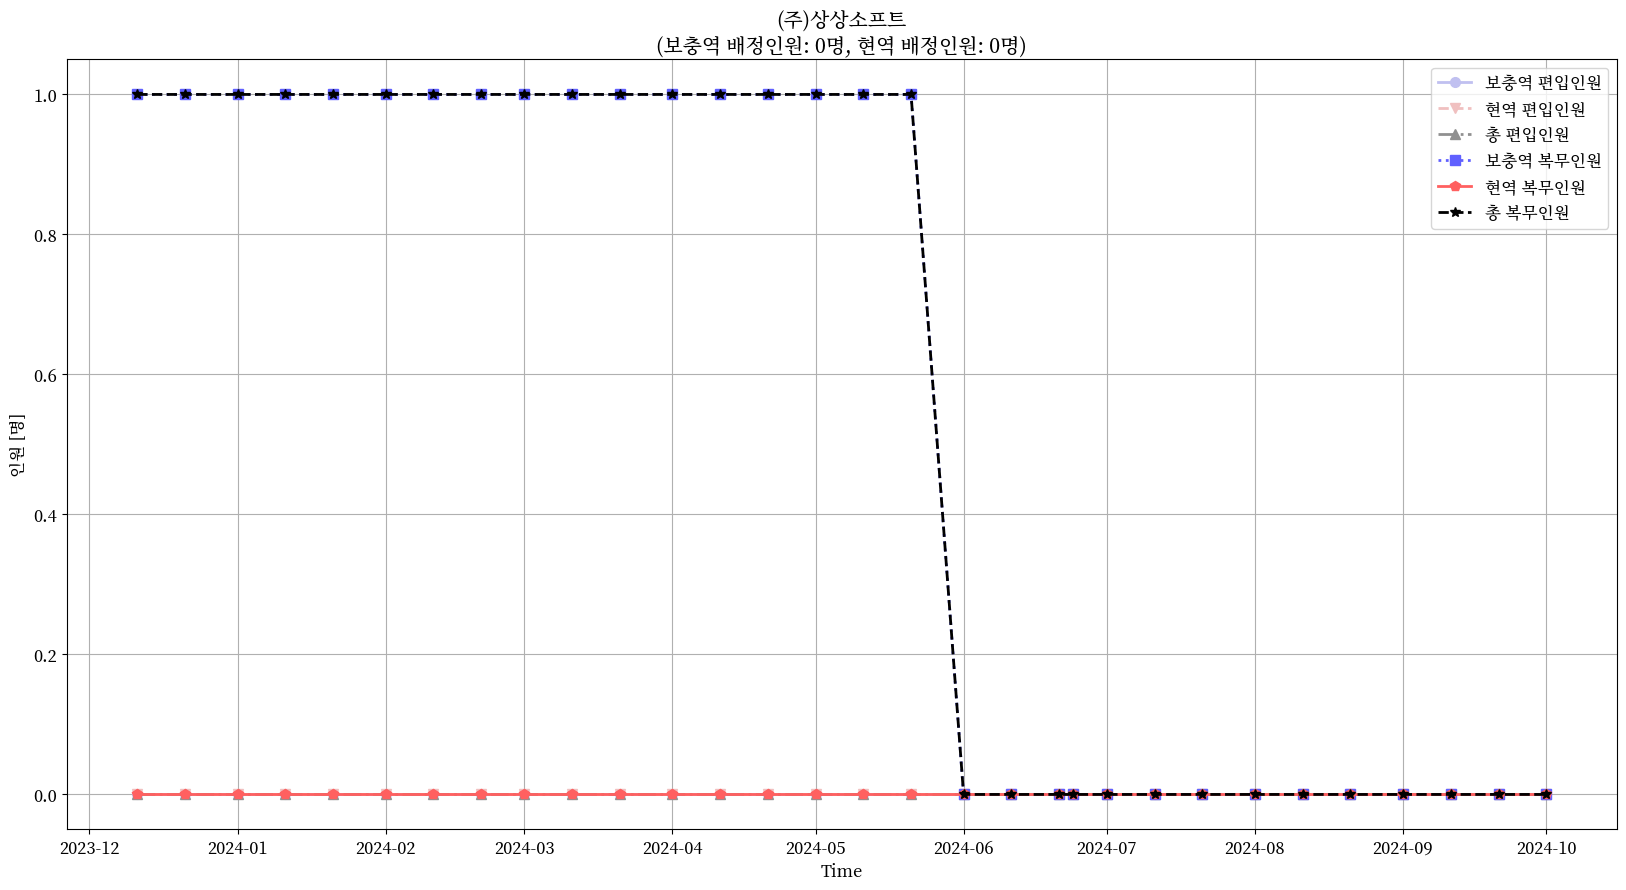 (주)상상소프트
(보충역 배정인원: 0명, 현역 배정인원: 0명)
보충역 편입인원
현역 편입인원
총 편입인원
보충역 복무인원
현역 복무인원
총 복무인원
인원 [명]
1.0
0.8
0.6
0.4
0.2
0.0
2023-12
2024-01
2024-02
2024-03
2024-04
2024-05
2024-06
2024-07
2024-08
2024-09
2024-10
Time